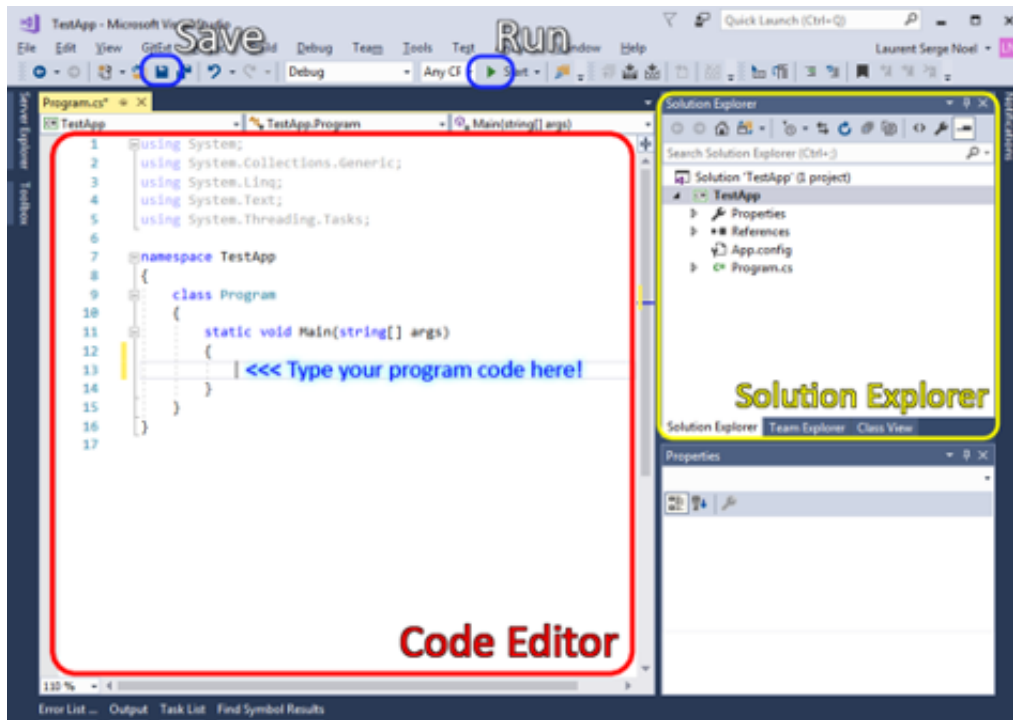 TestApp - Microsoft Visual Studio
Quick Launch (Ctrl+Q)
Save
Run
File Edit View Debug Team Tools Test Window Help
Laurent Serge Noel
Debug
Any CP
Start
Server Explorer
Toolbox
Notifications
Program.cs*
TestApp
TestApp.Program
Main(string[] args)
1 using System;
2 using System.Collections.Generic;
3 using System.Linq;
4 using System.Text;
5 using System.Threading.Tasks;
6
7 namespace TestApp
8 {
9 class Program
10 {
11 static void Main(string[] args)
12 {
13 <<< Type your program code here!
14 }
15 }
16 }
17
Code Editor
110 %
Solution Explorer
Search Solution Explorer (Ctrl+;)
Solution 'TestApp' (1 project)
TestApp
Properties
References
App.config
C# Program.cs
Solution Explorer
Solution Explorer Team Explorer Class View
Properties
Error List ... Output Task List Find Symbol Results